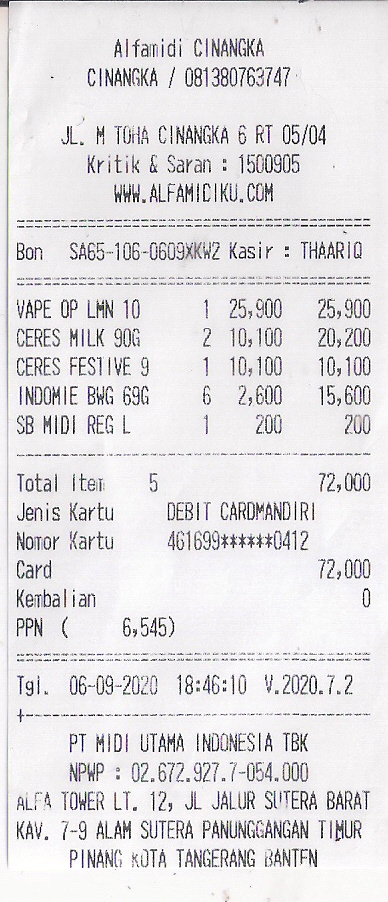 Alfamidi CINANGKA
CINANGKA / 081380763747
JL. M TOHA CINANGKA 6 RT 05/04
Kritik & Saran : 1500905
WWW.ALFAMIDIKU.COM
Bon SA65-106-0609XKW2 Kasir : THAARIQ
VAPE OP LMN 10 1 25,900 25,900
CERES MILK 90G 2 10,100 20,200
CERES FESTIVE 9 1 10,100 10,100
INDOMIE BWG 69G 6 2,600 15,600
SB MIDI REG L 1 200 200
Total Item 5 72,000
Jenis Kartu DEBIT CARDMANDIRI
Nomor Kartu 461699******0412
Card 72,000
Kembalian 0
PPN ( 6,545)
Tgl. 06-09-2020 18:46:10 V.2020.7.2
PT MIDI UTAMA INDONESIA TBK
NPWP : 02.672.927.7-054.000
ALFA TOWER LT. 12, JL JALUR SUTERA BARAT
KAV. 7-9 ALAM SUTERA PANUNGGANGAN TIMUR
PINANG KOTA TANGERANG BANTEN